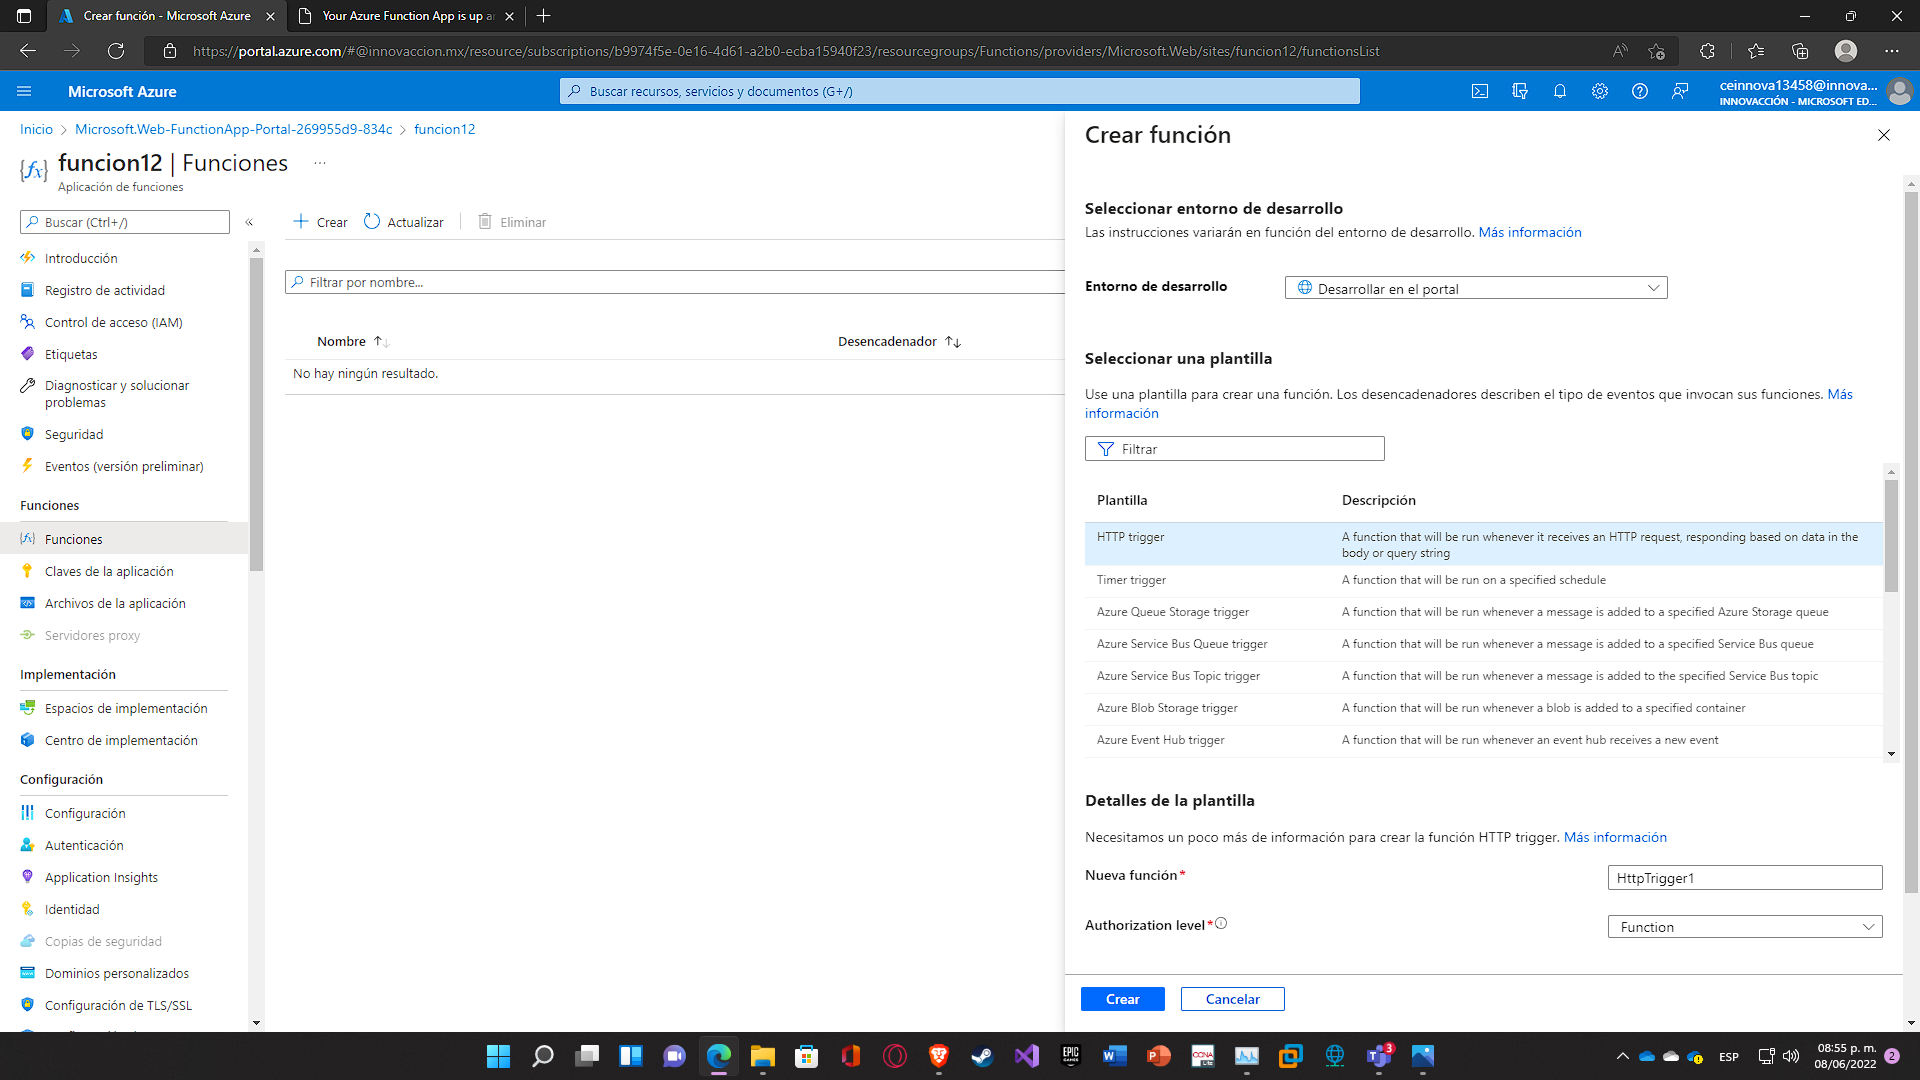 Crear función - Microsoft Azure
Your Azure Function App is up ar
https://portal.azure.com/#@innovaccion.mx/resource/subscriptions/b9974f5e-0e16-4d61-a2b0-ecba15940f23/resourcegroups/Functions/providers/Microsoft.Web/sites/funcion12/functionsList
Microsoft Azure
Buscar recursos, servicios y documentos (G+/)
ceinnova13458@innova...
INNOVACCIÓN - MICROSOFT ED...
Inicio > Microsoft.Web-FunctionApp-Portal-269955d9-834c > funcion12
funcion12 | Funciones ...
Aplicación de funciones
Buscar (Ctrl+/)
Introducción
Registro de actividad
Control de acceso (IAM)
Etiquetas
Diagnosticar y solucionar
problemas
Seguridad
Eventos (versión preliminar)
Funciones
Funciones
Claves de la aplicación
Archivos de la aplicación
Servidores proxy
Implementación
Espacios de implementación
Centro de implementación
Configuración
Configuración
Autenticación
Application Insights
Identidad
Copias de seguridad
Dominios personalizados
Configuración de TLS/SSL
Crear
Actualizar
Eliminar
Filtrar por nombre...
Nombre
Desencadenador
No hay ningún resultado.
Crear función
Seleccionar entorno de desarrollo
Las instrucciones variarán en función del entorno de desarrollo. Más información
Entorno de desarrollo
Desarrollar en el portal
Seleccionar una plantilla
Use una plantilla para crear una función. Los desencadenadores describen el tipo de eventos que invocan sus funciones. Más
información
Filtrar
Plantilla Descripción
HTTP trigger A function that will be run whenever it receives an HTTP request, responding based on data in the
body or query string
Timer trigger A function that will be run on a specified schedule
Azure Queue Storage trigger A function that will be run whenever a message is added to a specified Azure Storage queue
Azure Service Bus Queue trigger A function that will be run whenever a message is added to a specified Service Bus queue
Azure Service Bus Topic trigger A function that will be run whenever a message is added to the specified Service Bus topic
Azure Blob Storage trigger A function that will be run whenever a blob is added to a specified container
Azure Event Hub trigger A function that will be run whenever an event hub receives a new event
Detalles de la plantilla
Necesitamos un poco más de información para crear la función HTTP trigger. Más información
Nueva función*
HttpTrigger1
Authorization level*
Function
Crear
Cancelar
EPIC
GAMES
CCNA
3
ESP
08:55 p. m.
08/06/2022
2